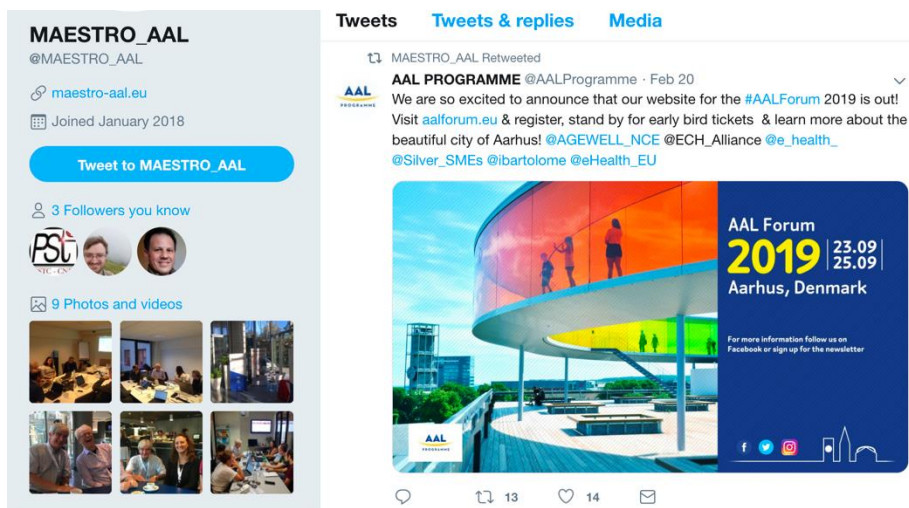 MAESTRO_AAL
@MAESTRO_AAL
maestro-aal.eu
Joined January 2018
Tweet to MAESTRO_AAL
3 Followers you know
PSt
STC - CN
9 Photos and videos
Tweets Tweets & replies Media
MAESTRO_AAL Retweeted
AAL PROGRAMME @AALProgramme · Feb 20
AAL
PROGRAMME
We are so excited to announce that our website for the #AALForum 2019 is out!
Visit aalforum.eu & register, stand by for early bird tickets & learn more about the
beautiful city of Aarhus! @AGEWELL_NCE @ECH_Alliance @e_health_
@Silver_SMEs @ibartolome @eHealth_EU
AAL Forum
2019 23.09
25.09
Aarhus, Denmark
For more information follow us on
Facebook or sign up for the newsletter
AAL
PROGRAMME
13 14